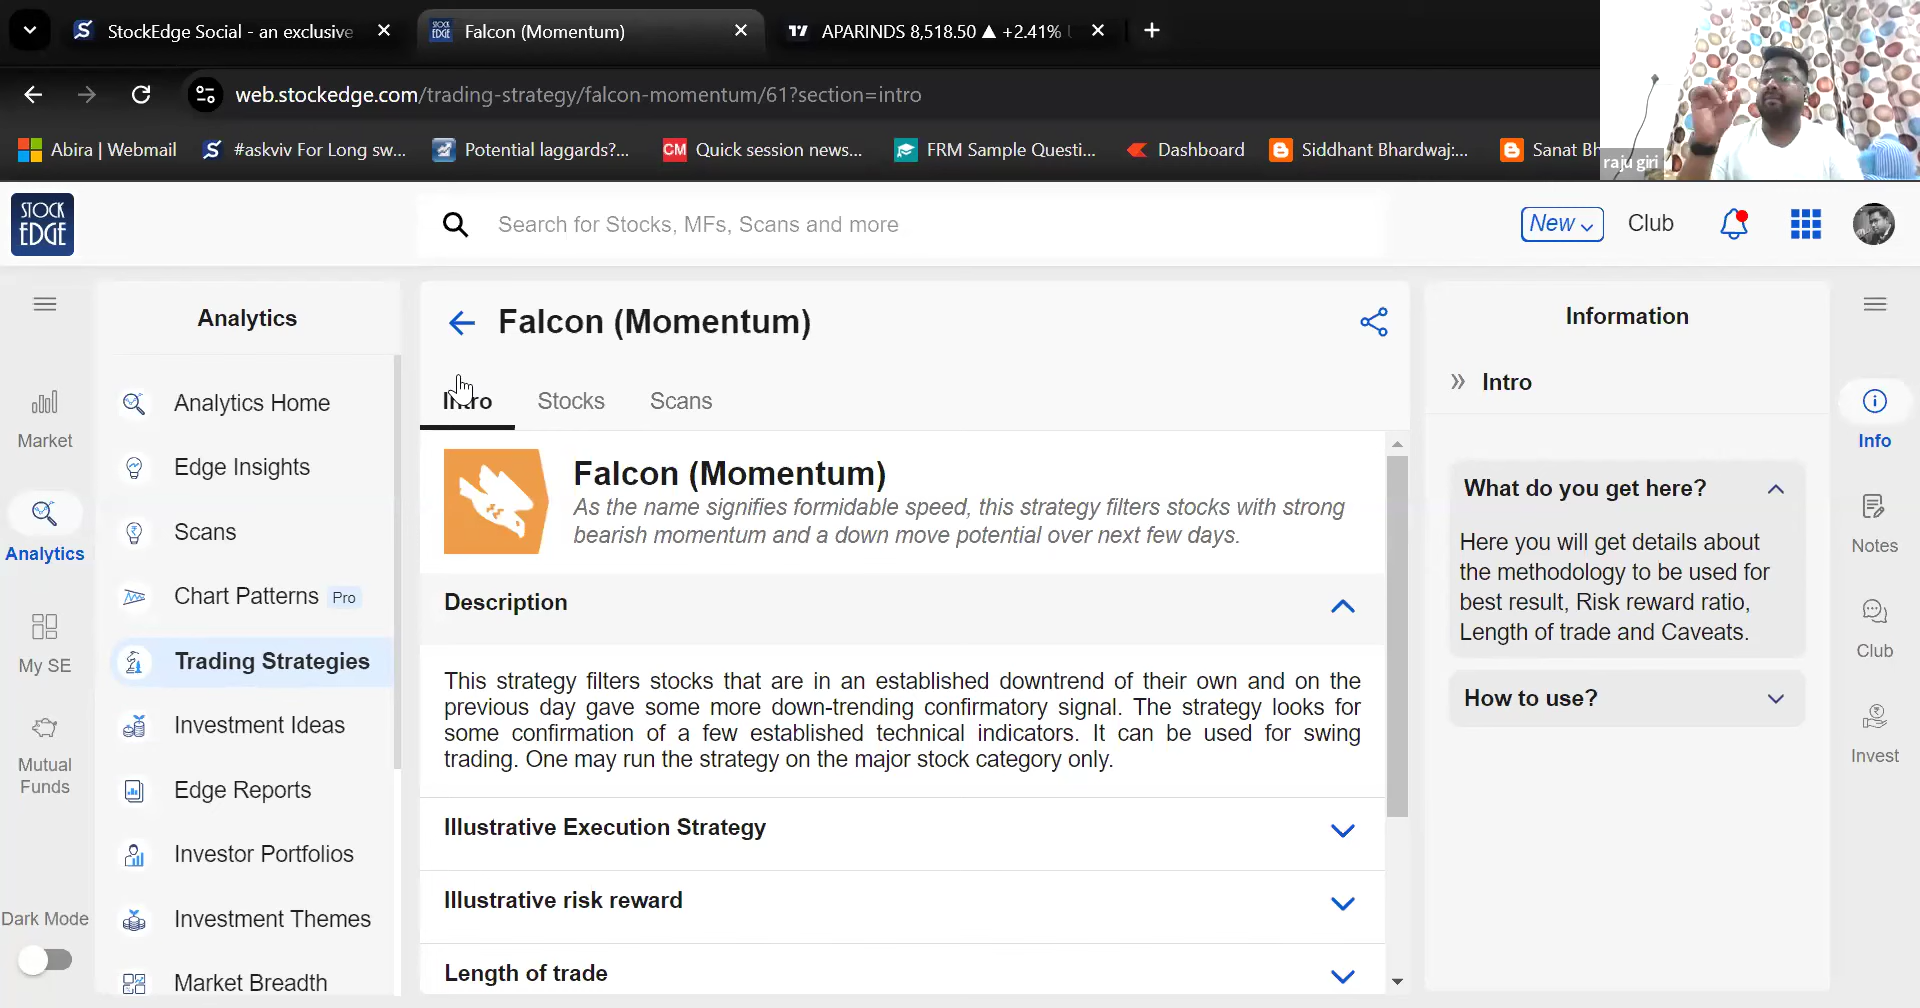 StockEdge Social - an exclusive
Falcon (Momentum)
APARINDS 8,518.50 ▲ +2.41%
web.stockedge.com/trading-strategy/falcon-momentum/61?section=intro
Abira | Webmail
#askviv For Long sw...
Potential laggards?...
CM Quick session news...
FRM Sample Questi...
Dashboard
Siddhant Bhardwaj:...
Sanat Bh
raju giri
STOCK
EDGE
Search for Stocks, MFs, Scans and more
New
Club
Market
Analytics
My SE
Mutual
Funds
Dark Mode
Analytics
Analytics Home
Edge Insights
Scans
Chart Patterns Pro
Trading Strategies
Investment Ideas
Edge Reports
Investor Portfolios
Investment Themes
Market Breadth
Falcon (Momentum)
Intro Stocks Scans
Falcon (Momentum)
As the name signifies formidable speed, this strategy filters stocks with strong
bearish momentum and a down move potential over next few days.
Description
This strategy filters stocks that are in an established downtrend of their own and on the
previous day gave some more down-trending confirmatory signal. The strategy looks for
some confirmation of a few established technical indicators. It can be used for swing
trading. One may run the strategy on the major stock category only.
Illustrative Execution Strategy
Illustrative risk reward
Length of trade
Information
Intro
What do you get here?
Here you will get details about
the methodology to be used for
best result, Risk reward ratio,
Length of trade and Caveats.
How to use?
Info
Notes
Club
Invest